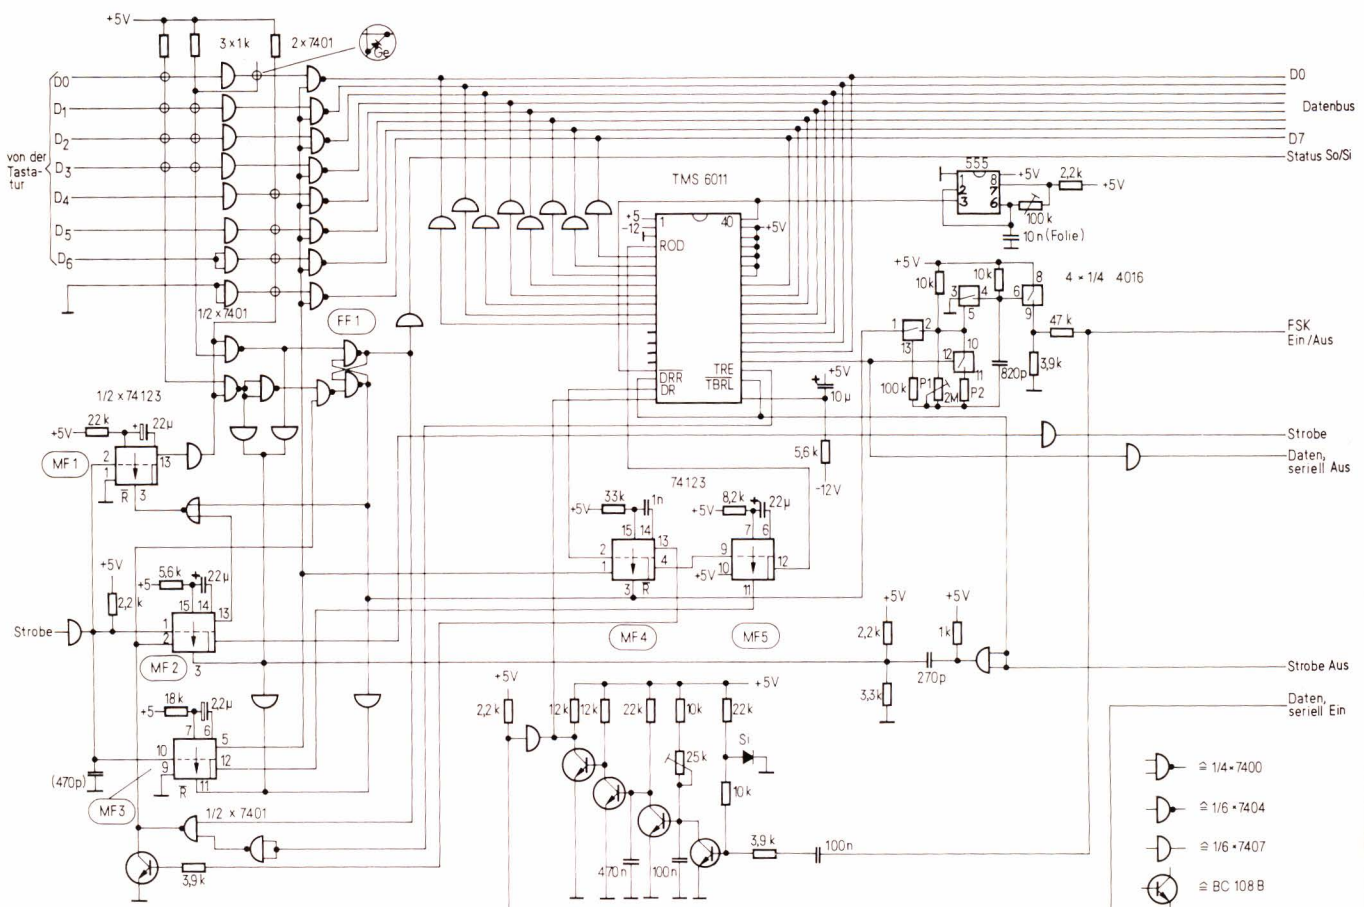 +5V
3 x 1k
2 x 7401
Ge
D0
D1
D2
D3
D4
D5
D6
von der
Tasta-
tur
D0
Datenbus
D7
Status So/Si
TMS 6011
555
+5V
2,2k
+5V
1
8
2
7
3
6
100k
10n (Folie)
+5
-12
1
40
+5V
ROD
DRR
DR
TRE
TBRL
+5V
10k
10k
4 × 1/4 4016
3
4
5
6
8
9
1
2
13
12
10
11
47k
3,9k
820p
100k
P1
2M
P2
FSK
Ein/Aus
1/2 x 7401
FF1
1/2 x 74123
22k
+
22µ
+5V
2
1
13
R
3
MF1
+5V
10µ
5,6k
-12V
Strobe
Daten,
seriell Aus
74123
33k
1n
+5V
15
14
2
1
13
4
3
R
MF4
8,2k
+
22µ
+5V
7
6
9
10
+5V
12
11
MF5
+5V
2,2k
5,6k
+
22µ
+5
15
14
13
1
2
3
MF2
Strobe
+5V
2,2k
3,3k
+5V
1k
270p
Strobe Aus
Daten,
seriell Ein
18k
2,2µ
+5
7
6
5
10
9
12
11
R
(470p)
MF3
1/2 x 7401
3,9k
+5V
2,2k
12k
12k
22k
10k
22k
+5V
Si
25k
10k
470n
100n
3,9k
100n
≙ 1/4 × 7400
≙ 1/6 × 7404
≙ 1/6 × 7407
≙ BC 108 B